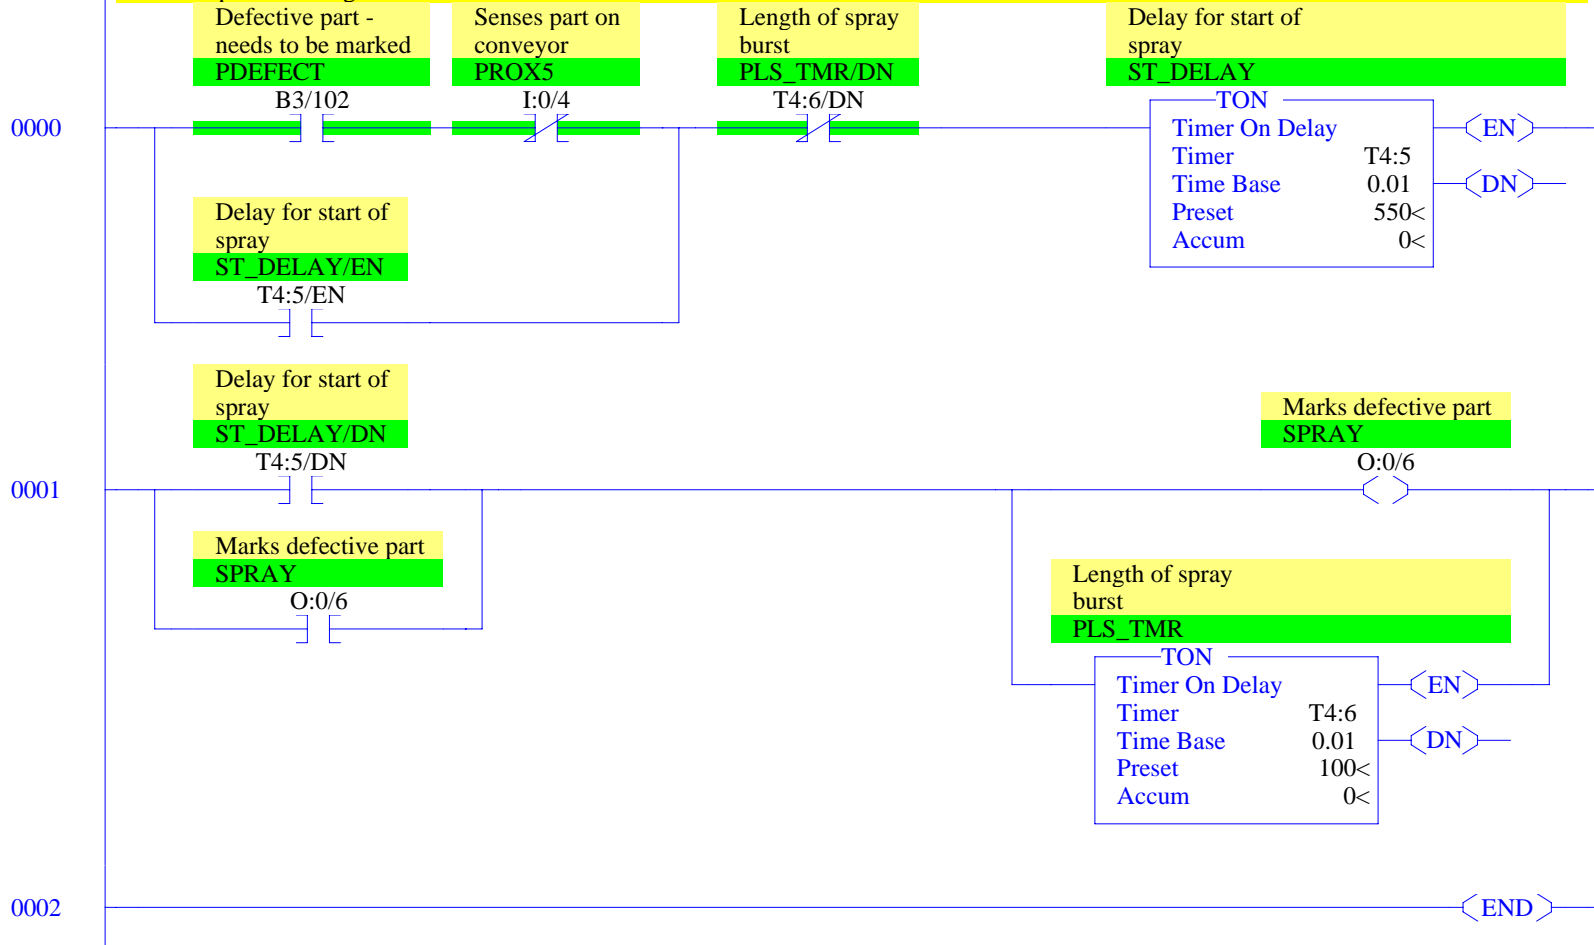 Defective part -
needs to be marked
PDEFECT
B3/102
Senses part on
conveyor
PROX5
I:0/4
Length of spray
burst
PLS_TMR/DN
T4:6/DN
Delay for start of
spray
ST_DELAY
0000
TON
Timer On Delay
Timer T4:5
Time Base 0.01
Preset 550<
Accum 0<
EN
DN
Delay for start of
spray
ST_DELAY/EN
T4:5/EN
Delay for start of
spray
ST_DELAY/DN
T4:5/DN
Marks defective part
SPRAY
O:0/6
0001
Marks defective part
SPRAY
O:0/6
Length of spray
burst
PLS_TMR
TON
Timer On Delay
Timer T4:6
Time Base 0.01
Preset 100<
Accum 0<
EN
DN
0002
END